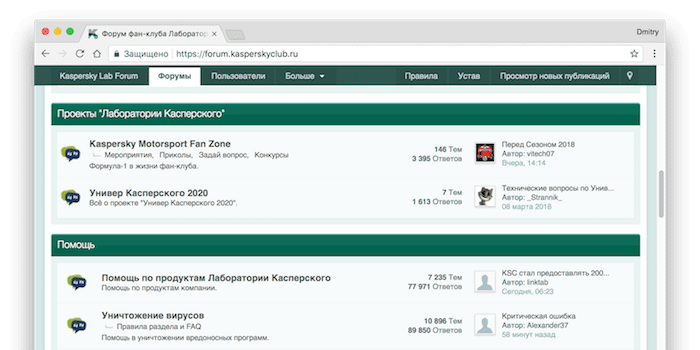 Форум фан-клуба Лаборатор
Dmitry
Защищено https://forum.kasperskyclub.ru
Kaspersky Lab Forum Форумы Пользователи Больше Правила Устав Просмотр новых публикаций
Проекты "Лаборатории Касперского"
Kaspersky Motorsport Fan Zone
Мероприятия, Приколы, Задай вопрос, Конкурсы
Формула-1 в жизни фан-клуба.
146 Тем
3 395 Ответов
Перед Сезоном 2018
Автор: vitech07
Вчера, 14:14
Универ Касперского 2020
Всё о проекте "Универ Касперского 2020".
7 Тем
1 613 Ответов
Технические вопросы по Унив...
Автор: _Strannik_
08 марта 2018
Помощь
Помощь по продуктам Лаборатории Касперского
Помощь по продуктам компании.
7 235 Тем
77 971 Ответов
KSC стал предоставлять 200...
Автор: linktab
Сегодня, 06:23
Уничтожение вирусов
Правила раздела и FAQ
Помощь в уничтожении вредоносных программ.
10 896 Тем
89 850 Ответов
Критическая ошибка
Автор: Alexander37
58 минут назад